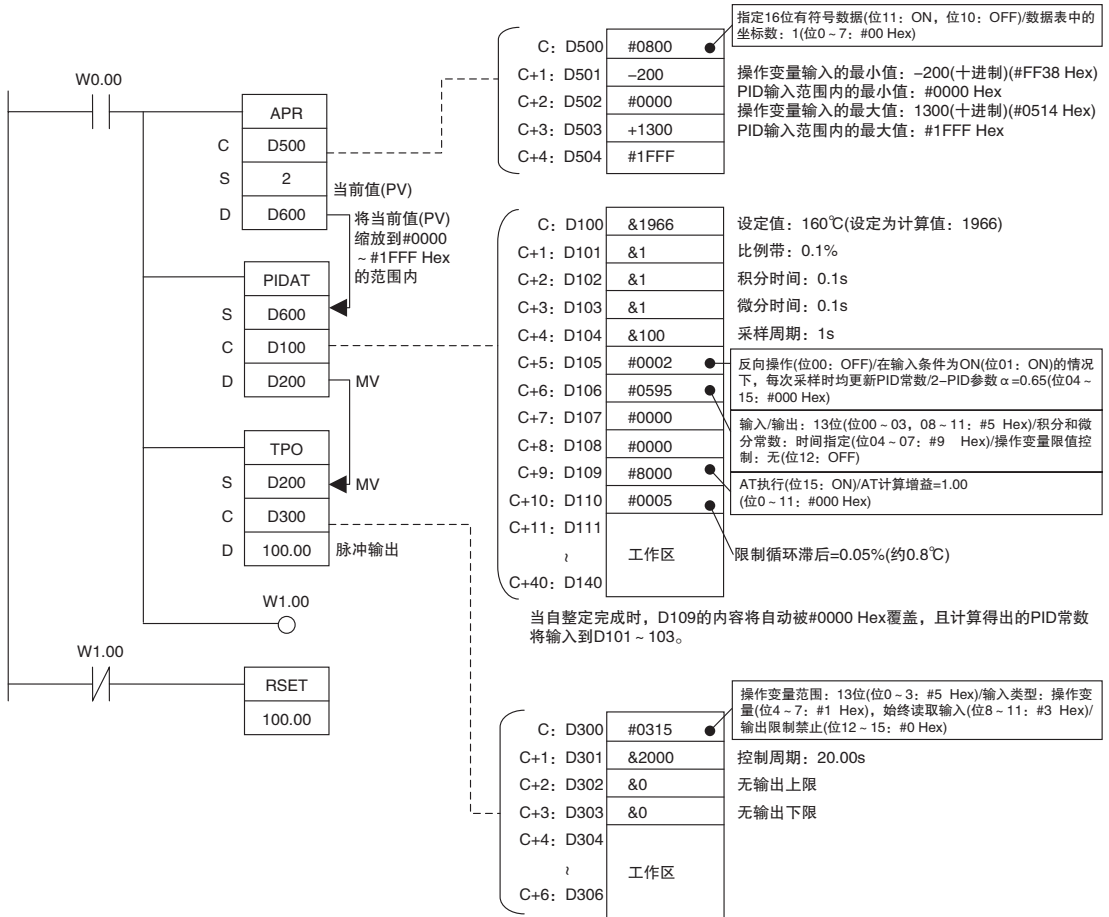 W0.00
APR
C D500
S 2
D D600
当前值(PV)
将当前值(PV)
缩放到#0000
~#1FFF Hex
的范围内
PIDAT
S D600
C D100
D D200
MV
TPO
S D200
MV
C D300
D 100.00
脉冲输出
W1.00
W1.00
RSET
100.00
C：D500 #0800
C+1：D501 −200
C+2：D502 #0000
C+3：D503 +1300
C+4：D504 #1FFF
指定16位有符号数据(位11：ON，位10：OFF)/数据表中的
坐标数：1(位0~7：#00 Hex)
操作变量输入的最小值：−200(十进制)(#FF38 Hex)
PID输入范围内的最小值：#0000 Hex
操作变量输入的最大值：1300(十进制)(#0514 Hex)
PID输入范围内的最大值：#1FFF Hex
C：D100 &1966 设定值：160℃(设定为计算值：1966)
C+1：D101 &1 比例带：0.1%
C+2：D102 &1 积分时间：0.1s
C+3：D103 &1 微分时间：0.1s
C+4：D104 &100 采样周期：1s
C+5：D105 #0002
C+6：D106 #0595
C+7：D107 #0000
C+8：D108 #0000
C+9：D109 #8000
C+10：D110 #0005
C+11：D111
~ 工作区
C+40：D140
反向操作(位00：OFF)/在输入条件为ON(位01：ON)的情况
下，每次采样时均更新PID常数/2−PID参数α=0.65(位04~
15：#000 Hex)
输入/输出：13位(位00~03，08~11：#5 Hex)/积分和微
分常数：时间指定(位04~07：#9 Hex)/操作变量限值控
制：无(位12：OFF)
AT执行(位15：ON)/AT计算增益=1.00
(位0~11：#000 Hex)
限制循环滞后=0.05%(约0.8℃)
当自整定完成时，D109的内容将自动被#0000 Hex覆盖，且计算得出的PID常数
将输入到D101~103。
操作变量范围：13位(位0~3：#5 Hex)/输入类型：操作变
量(位4~7：#1 Hex)，始终读取输入(位8~11：#3 Hex)/
输出限制禁止(位12~15：#0 Hex)
C：D300 #0315
C+1：D301 &2000 控制周期：20.00s
C+2：D302 &0 无输出上限
C+3：D303 &0 无输出下限
C+4：D304
~ 工作区
C+6：D306